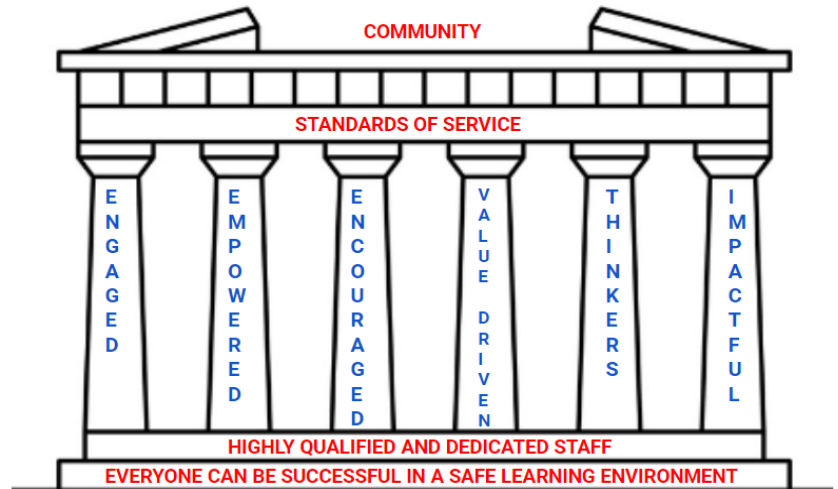 COMMUNITY
STANDARDS OF SERVICE
ENGAGED
EMPOWERED
ENCOURAGED
VALUE DRIVEN
THINKERS
IMPACTFUL
HIGHLY QUALIFIED AND DEDICATED STAFF
EVERYONE CAN BE SUCCESSFUL IN A SAFE LEARNING ENVIRONMENT